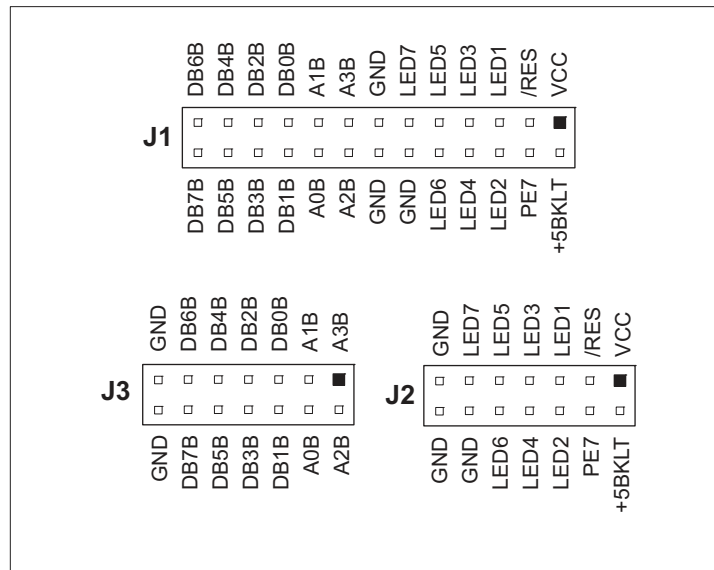 DB6B DB4B DB2B DB0B A1B A3B GND LED7 LED5 LED3 LED1 /RES VCC
J1
DB7B DB5B DB3B DB1B A0B A2B GND GND LED6 LED4 LED2 PE7 +5BKLT
GND DB6B DB4B DB2B DB0B A1B A3B
J3
GND DB7B DB5B DB3B DB1B A0B A2B
GND LED7 LED5 LED3 LED1 /RES VCC
J2
GND GND LED6 LED4 LED2 PE7 +5BKLT